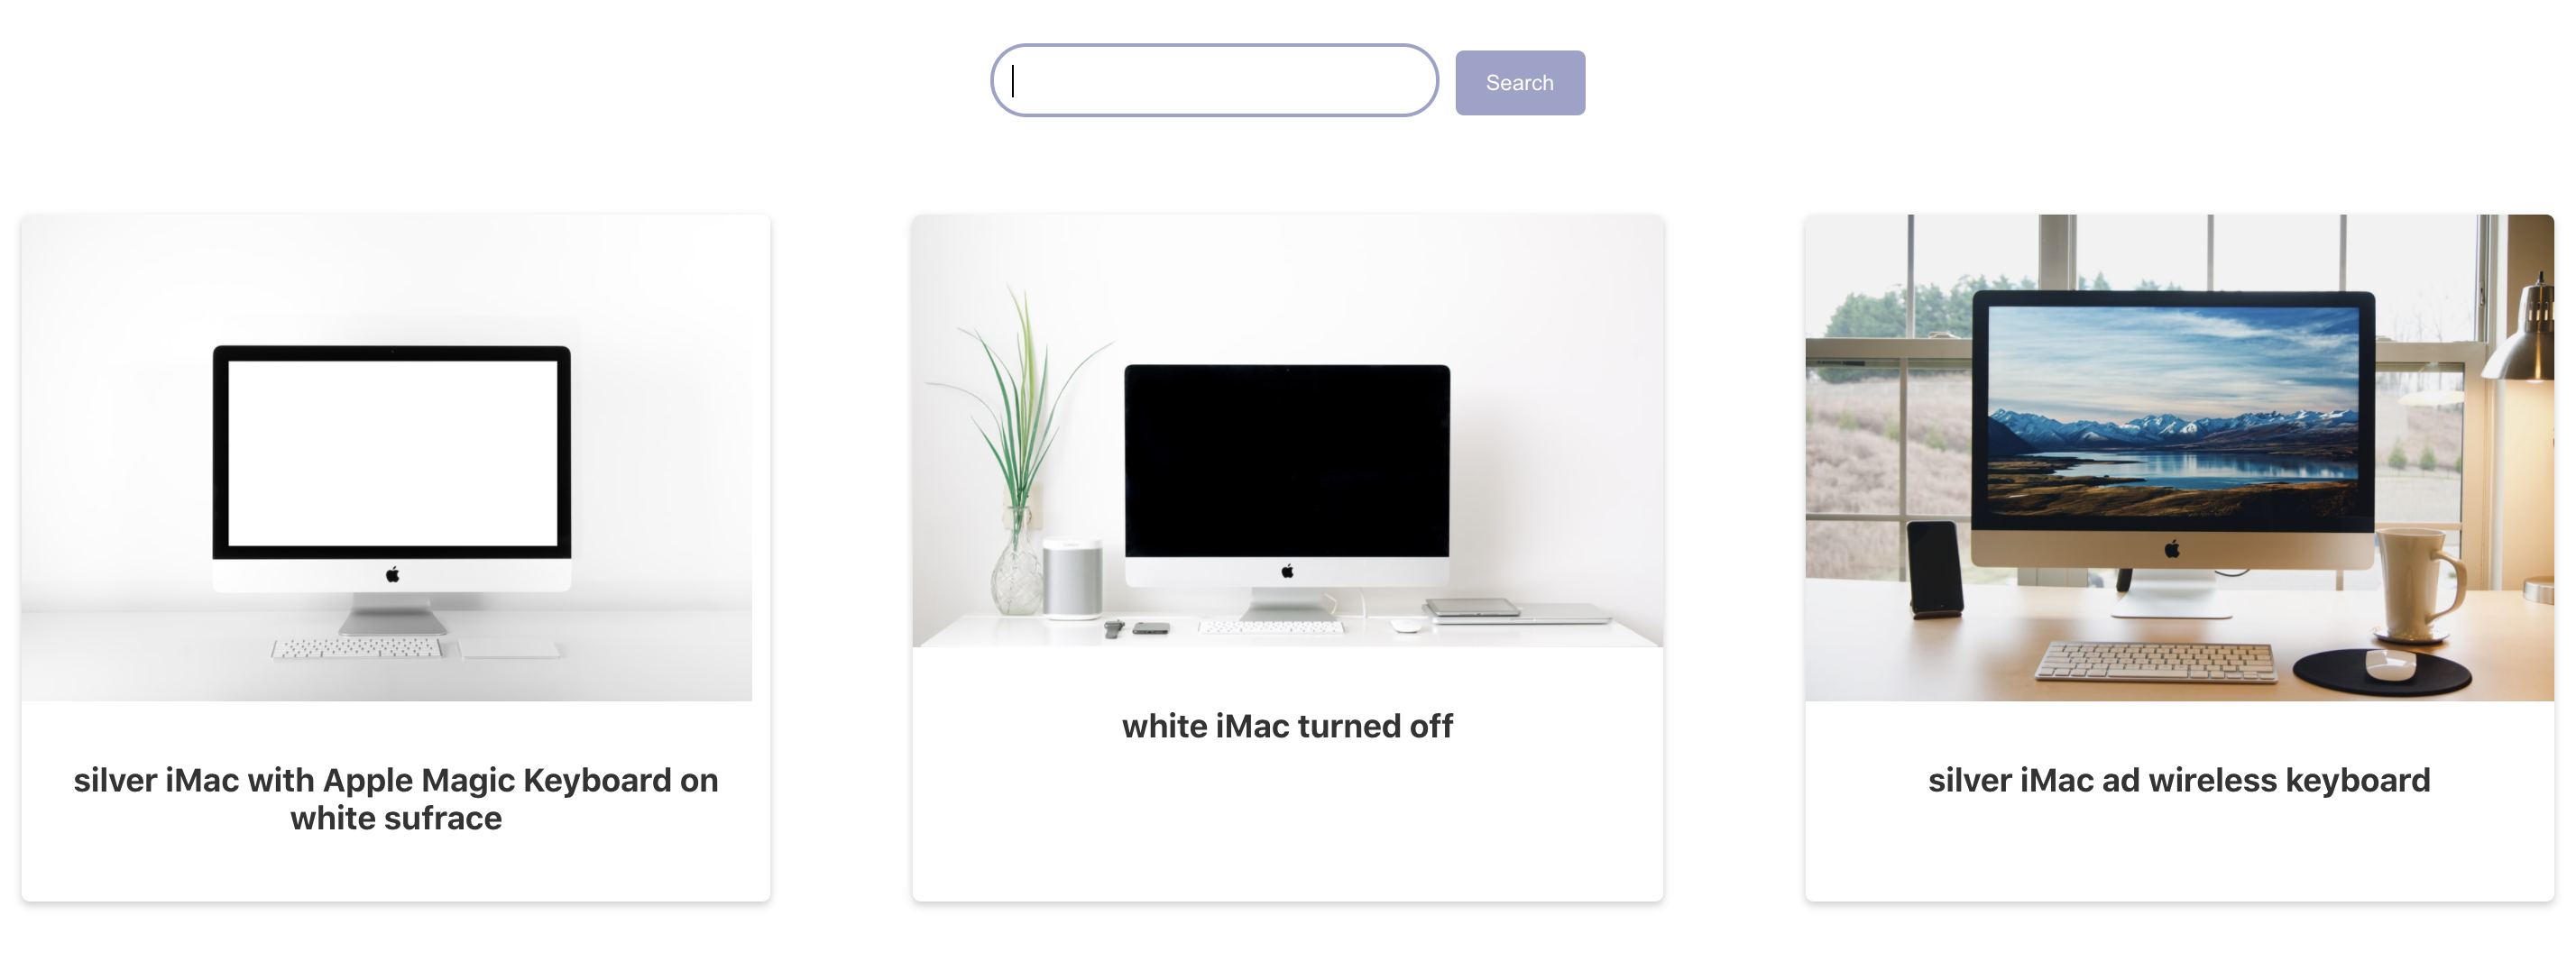 Search
silver iMac with Apple Magic Keyboard on
white sufrace
white iMac turned off
silver iMac ad wireless keyboard